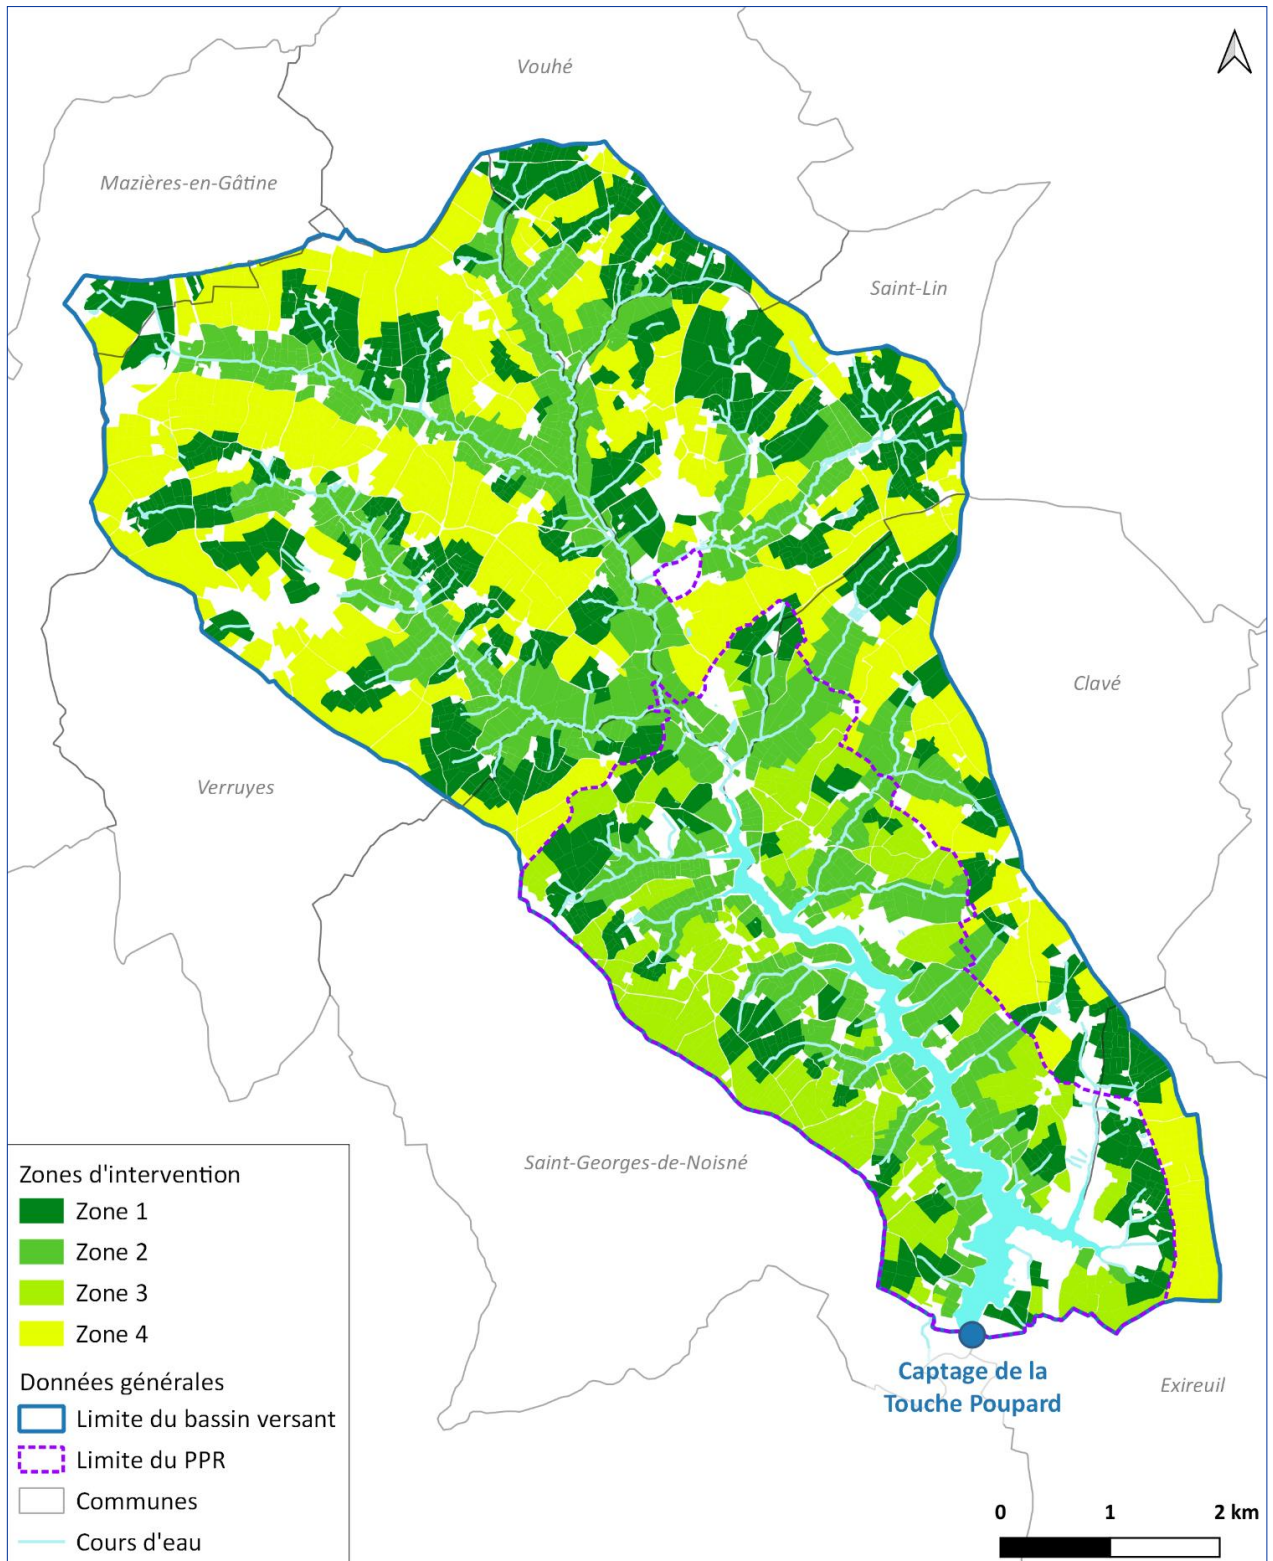 Vouhé
Mazières-en-Gâtine
Saint-Lin
Clavé
Verruyes
Saint-Georges-de-Noisné
Exireuil
Captage de la
Touche Poupard
Zones d'intervention
Zone 1
Zone 2
Zone 3
Zone 4
Données générales
Limite du bassin versant
Limite du PPR
Communes
Cours d'eau
0 1 2 km